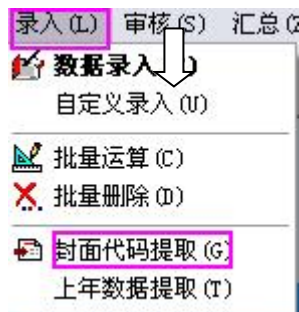 录入(L) 审核(S) 汇总(
数据录入
自定义录入(U)
批量运算(C)
批量删除(D)
封面代码提取(G)
上年数据提取(T)